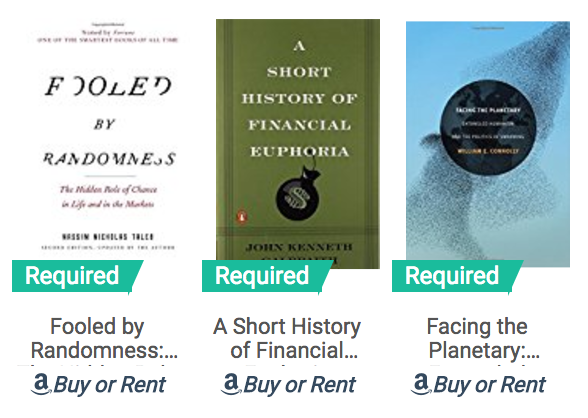 Named by Fortune
ONE OF THE SMARTEST BOOKS OF ALL TIME
FOOLED
BY
RANDOMNESS
The Hidden Role of Chance
in Life and in the Markets
NASSIM NICHOLAS TALEB
SECOND EDITION, UPDATED BY THE AUTHOR
Required
Fooled by
Randomness:...
Buy or Rent
A
SHORT
HISTORY OF
FINANCIAL
EUPHORIA
JOHN KENNETH
GALBRAITH
Required
A Short History
of Financial...
Buy or Rent
FACING THE PLANETARY
ENTANGLED HUMANISM
AND THE POLITICS OF SWARMING
WILLIAM E. CONNOLLY
Required
Facing the
Planetary:...
Buy or Rent